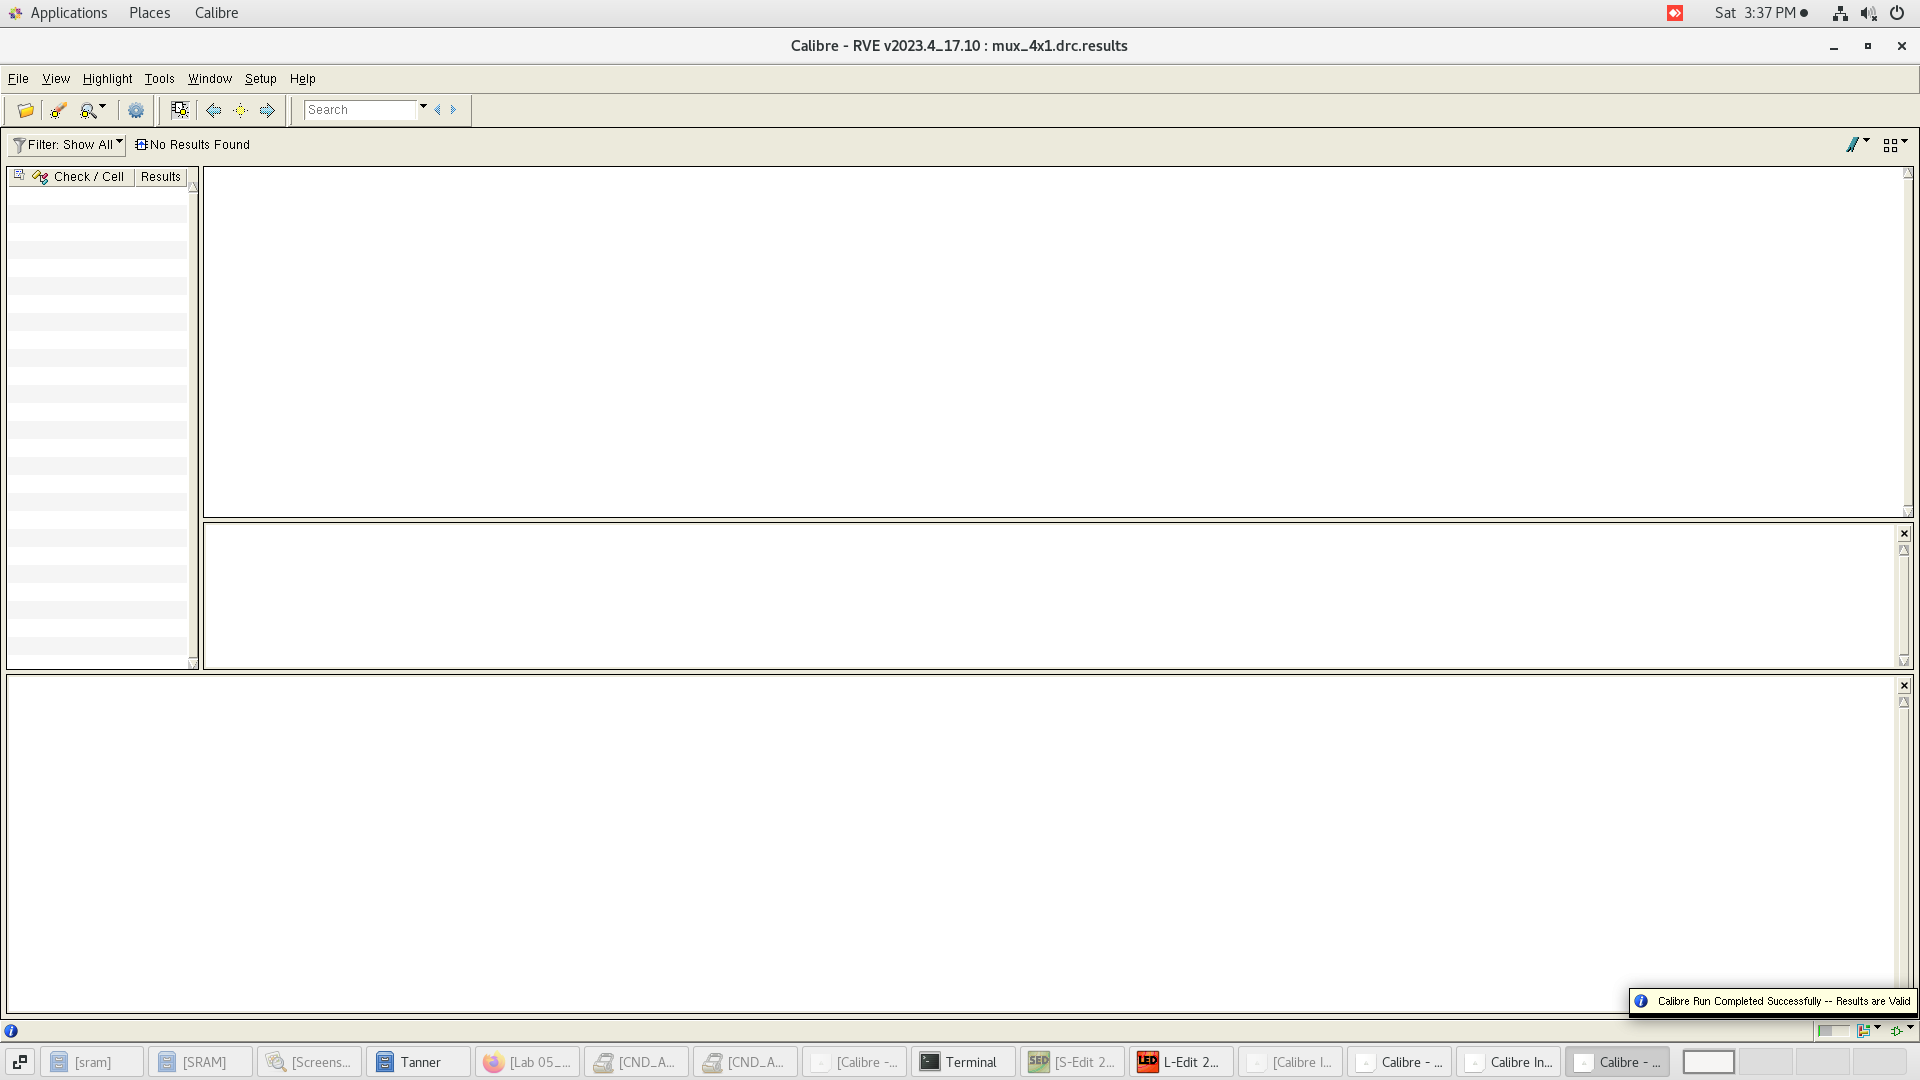 Applications Places Calibre Sat 3:37 PM
Calibre - RVE v2023.4_17.10 : mux_4x1.drc.results
File View Highlight Tools Window Setup Help
Search
Filter: Show All No Results Found
Check / Cell Results
Calibre Run Completed Successfully -- Results are Valid
[sram] [SRAM] [Screens... Tanner [Lab 05_... [CND_A... [CND_A... [Calibre -... Terminal [S-Edit 2... L-Edit 2... [Calibre I... Calibre - ... Calibre In... Calibre - ...